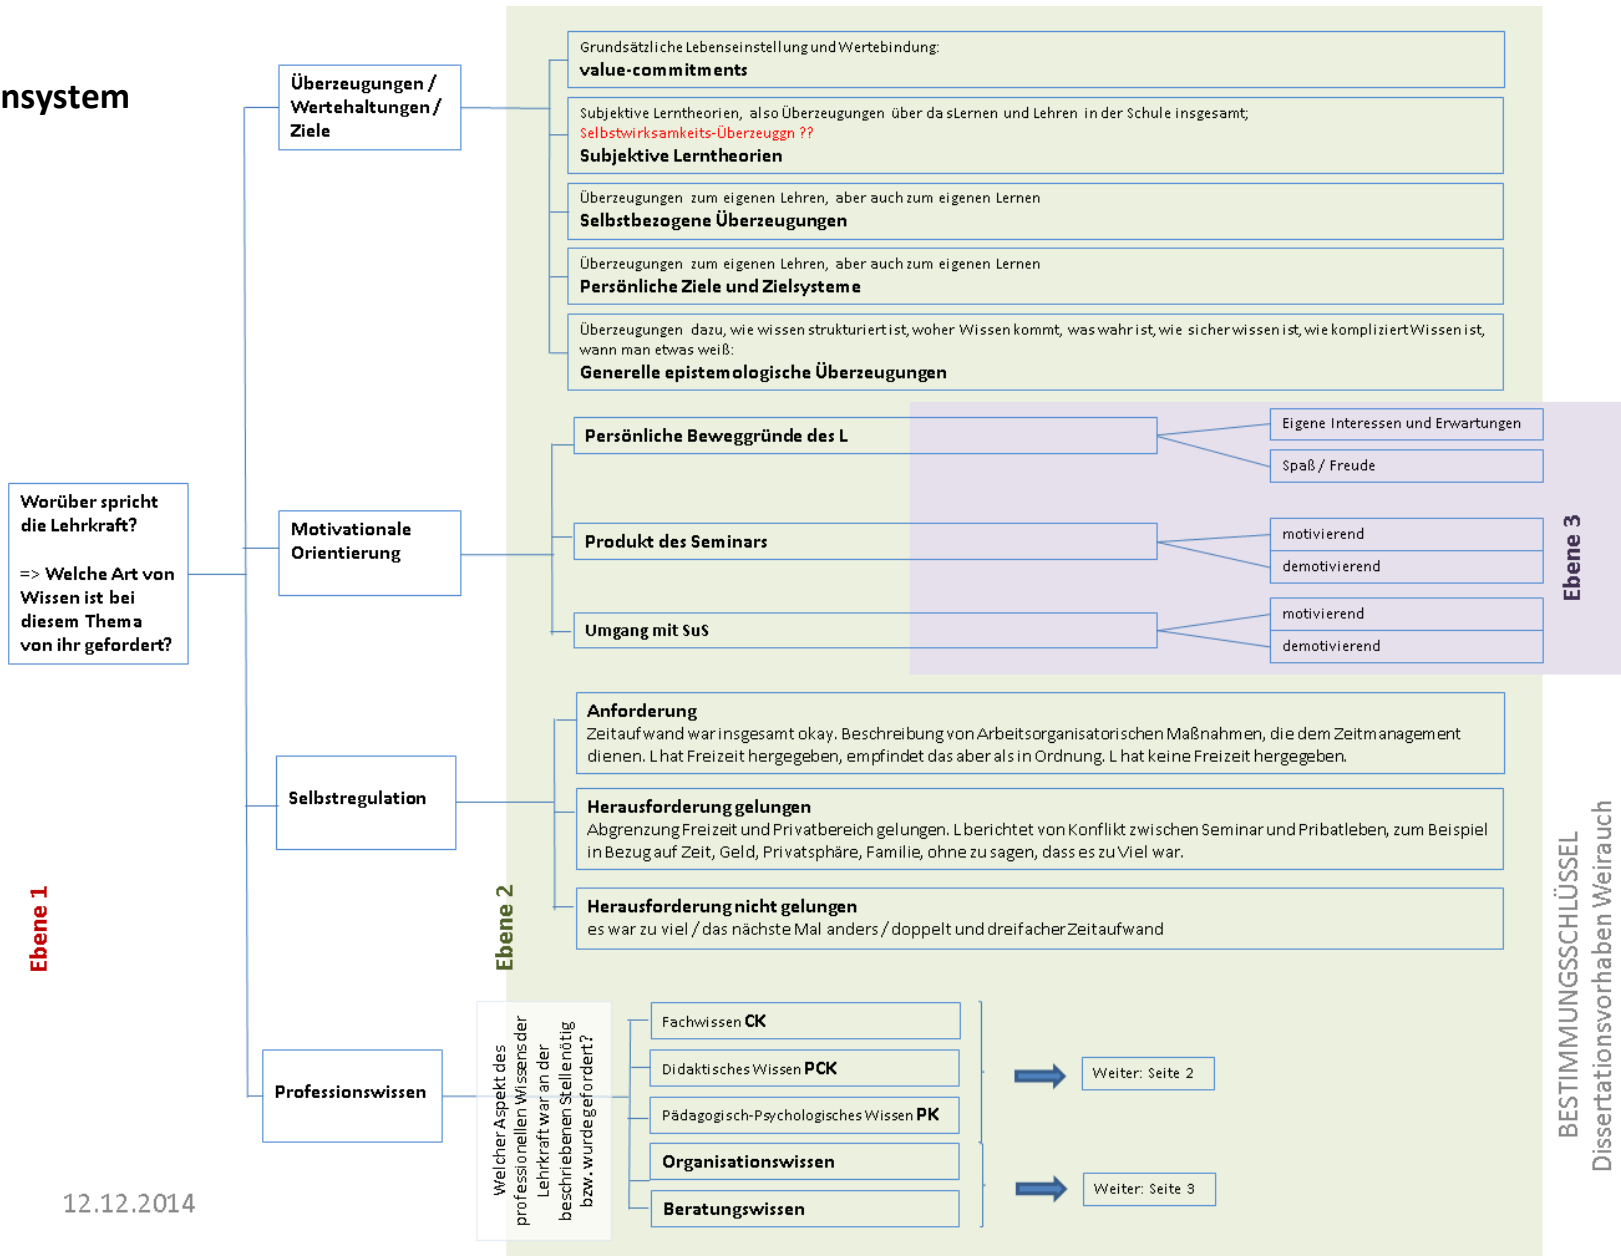 nsystem
Überzeugungen /
Wertehaltungen /
Ziele
Grundsätzliche Lebenseinstellung und Wertebindung:
value-commitments
Subjektive Lerntheorien, also Überzeugungen über da sLernen und Lehren in der Schule insgesamt;
Selbstwirksamkeits-Überzeuggn ??
Subjektive Lerntheorien
Überzeugungen zum eigenen Lehren, aber auch zum eigenen Lernen
Selbstbezogene Überzeugungen
Überzeugungen zum eigenen Lehren, aber auch zum eigenen Lernen
Persönliche Ziele und Zielsysteme
Überzeugungen dazu, wie wissen strukturiert ist, woher Wissen kommt, was wahr ist, wie sicher wissen ist, wie kompliziert Wissen ist,
wann man etwas weiß:
Generelle epistemologische Überzeugungen
Worüber spricht
die Lehrkraft?
=> Welche Art von
Wissen ist bei
diesem Thema
von ihr gefordert?
Motivationale
Orientierung
Persönliche Beweggründe des L
Eigene Interessen und Erwartungen
Spaß / Freude
Produkt des Seminars
motivierend
demotivierend
Umgang mit SuS
motivierend
demotivierend
Ebene 3
Selbstregulation
Anforderung
Zeitaufwand war insgesamt okay. Beschreibung von Arbeitsorganisatorischen Maßnahmen, die dem Zeitmanagement
dienen. L hat Freizeit hergegeben, empfindet das aber als in Ordnung. L hat keine Freizeit hergegeben.
Herausforderung gelungen
Abgrenzung Freizeit und Privatbereich gelungen. L berichtet von Konflikt zwischen Seminar und Pribatleben, zum Beispiel
in Bezug auf Zeit, Geld, Privatsphäre, Familie, ohne zu sagen, dass es zu Viel war.
Herausforderung nicht gelungen
es war zu viel / das nächste Mal anders / doppelt und dreifacher Zeitaufwand
Ebene 1
Ebene 2
Professionswissen
Welcher Aspekt des
professionellen Wissens der
Lehrkraft war an der
beschriebenen Stelle nötig
bzw. wurde gefordert?
Fachwissen CK
Didaktisches Wissen PCK
Pädagogisch-Psychologisches Wissen PK
Organisationswissen
Beratungswissen
Weiter: Seite 2
Weiter: Seite 3
BESTIMMUNGSSCHLÜSSEL
Dissertationsvorhaben Weirauch
12.12.2014